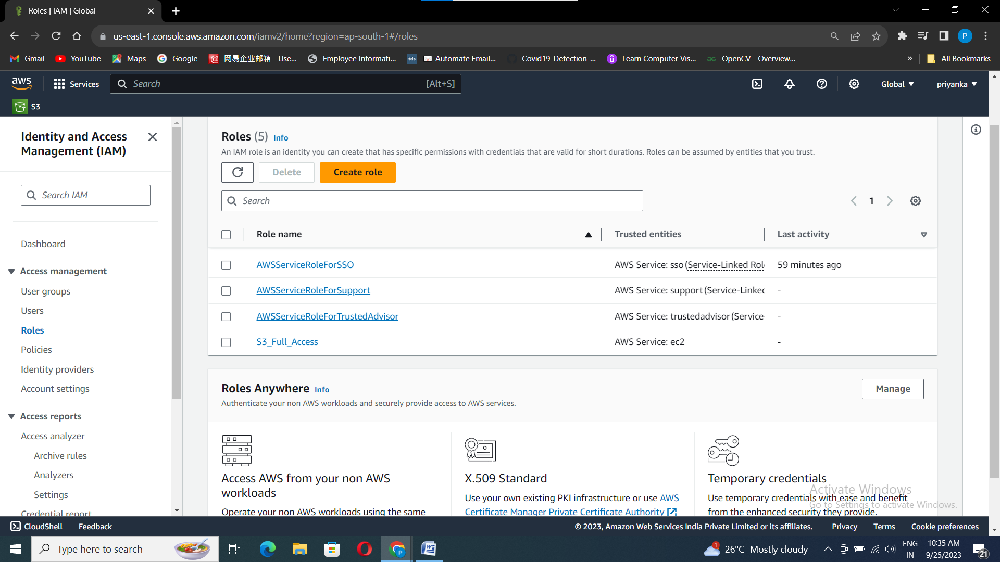 Roles | IAM | Global
us-east-1.console.aws.amazon.com/iamv2/home?region=ap-south-1#/roles
P
Gmail
YouTube
Maps
Google
网易企业邮箱 - Use...
Employee Informati...
tds
Automate Email...
Covid19_Detection_...
Learn Computer Vis...
OpenCV - Overview...
»
All Bookmarks
aws
Services
Search
[Alt+S]
Global
priyanka
S3
Identity and Access
Management (IAM)
Search IAM
Dashboard
Access management
User groups
Users
Roles
Policies
Identity providers
Account settings
Access reports
Access analyzer
Archive rules
Analyzers
Settings
Credential report
Roles (5) Info
An IAM role is an identity you can create that has specific permissions with credentials that are valid for short durations. Roles can be assumed by entities that you trust.
Delete
Create role
Search
1
Role name
Trusted entities
Last activity
AWSServiceRoleForSSO
AWS Service: sso (Service-Linked Rol
59 minutes ago
AWSServiceRoleForSupport
AWS Service: support (Service-Linked
-
AWSServiceRoleForTrustedAdvisor
AWS Service: trustedadvisor (Service-
-
S3_Full_Access
AWS Service: ec2
-
Roles Anywhere Info
Authenticate your non AWS workloads and securely provide access to AWS services.
Manage
Access AWS from your non AWS
workloads
Operate your non AWS workloads using the same
X.509 Standard
Use your own existing PKI infrastructure or use AWS
Certificate Manager Private Certificate Authority
Temporary credentials
Use temporary credentials with ease and benefit
from the enhanced security they provide.
Activate Windows
Go to Settings to activate Windows.
CloudShell
Feedback
© 2023, Amazon Web Services India Private Limited or its affiliates.
Privacy
Terms
Cookie preferences
Type here to search
P
1
26°C Mostly cloudy
ENG
IN
10:35 AM
9/25/2023
21